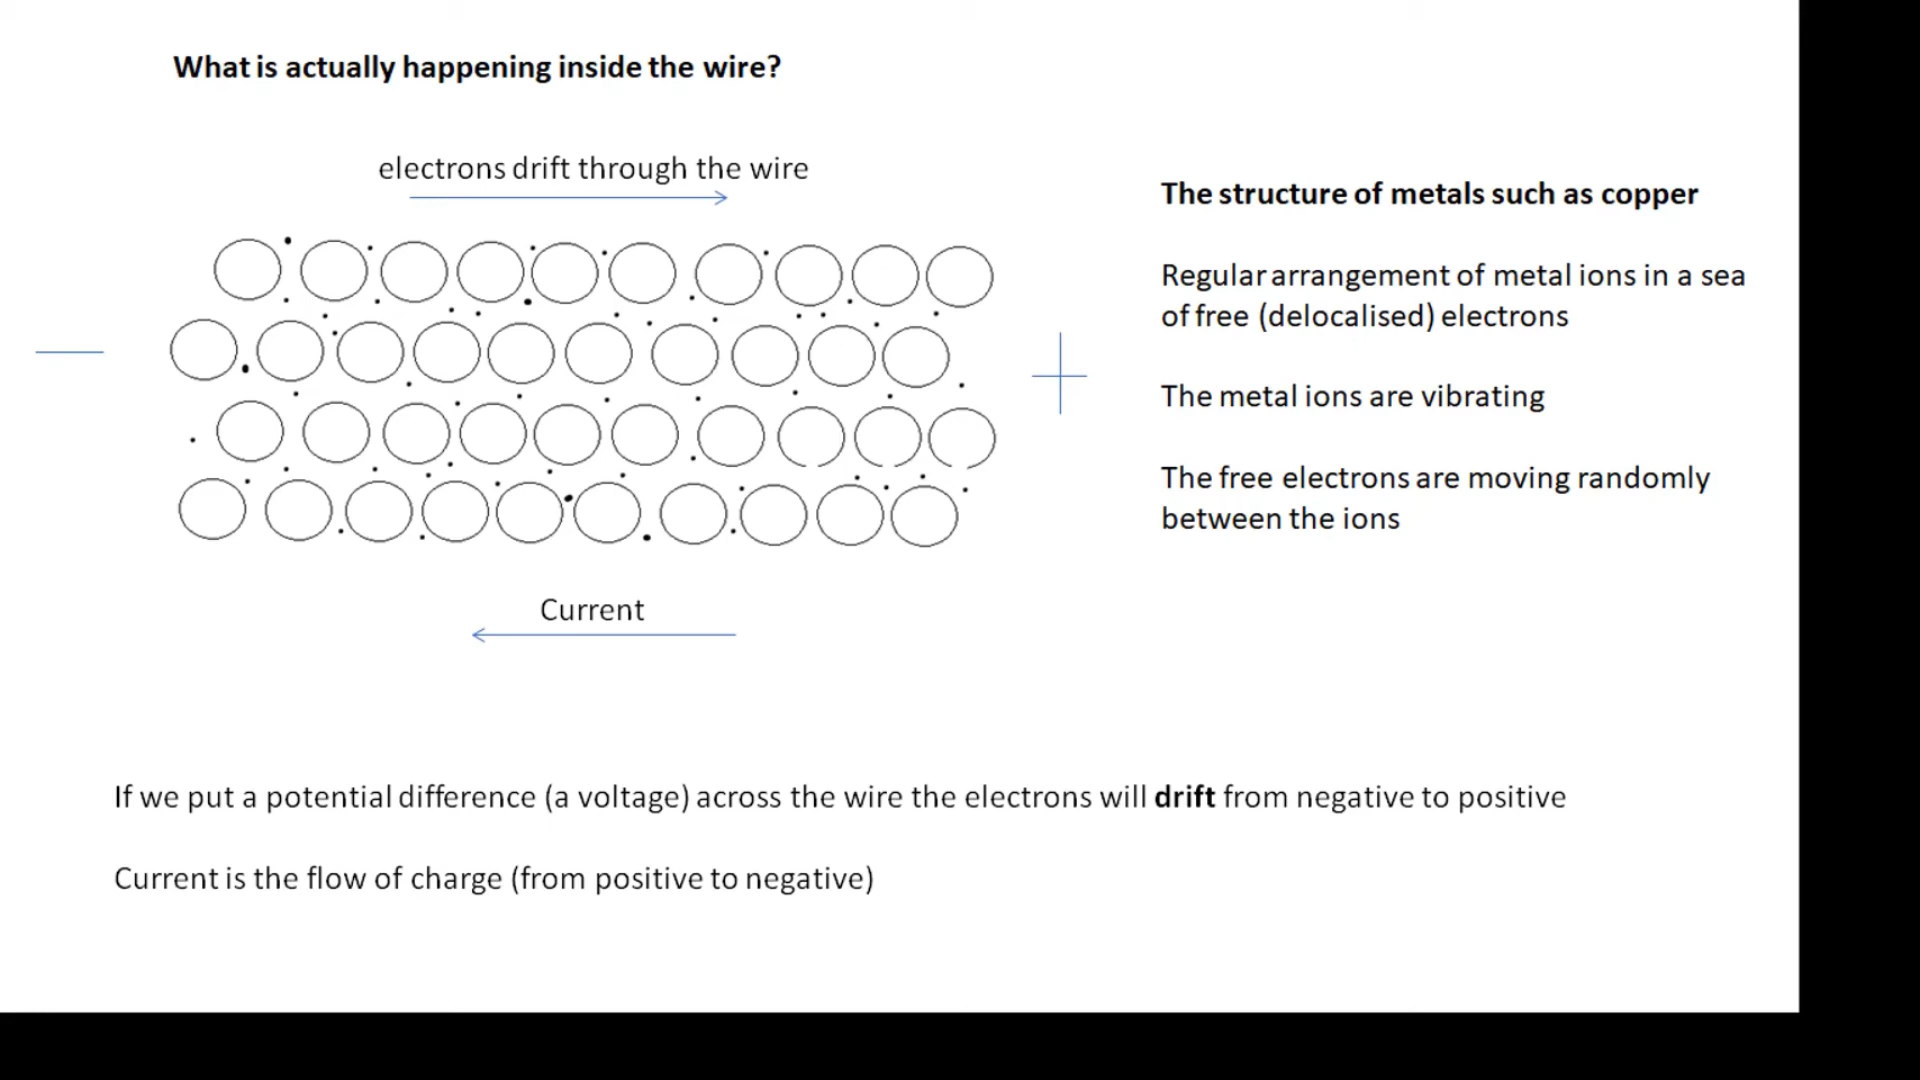 What is actually happening inside the wire?
electrons drift through the wire
The structure of metals such as copper
Regular arrangement of metal ions in a sea
of free (delocalised) electrons
The metal ions are vibrating
The free electrons are moving randomly
between the ions
Current
If we put a potential difference (a voltage) across the wire the electrons will drift from negative to positive
Current is the flow of charge (from positive to negative)